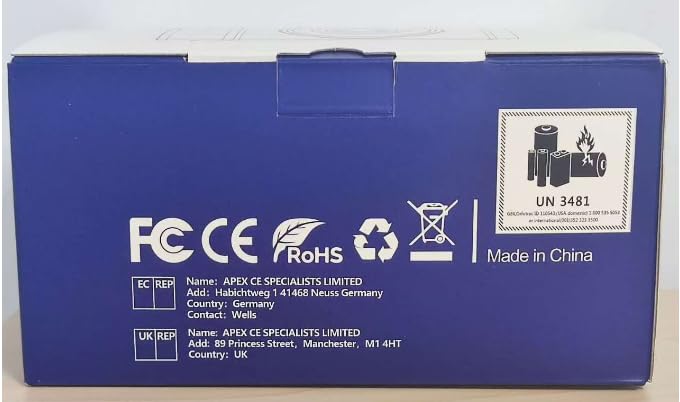 UN 3481
FC CE RoHS
Made in China
EC REP
Name: APEX CE SPECIALISTS LIMITED
Add: Habichtweg 1 41468 Neuss Germany
Country: Germany
Contact: Wells
UK REP
Name: APEX CE SPECIALISTS LIMITED
Add: 89 Princess Street, Manchester, M1 4HT
Country: UK